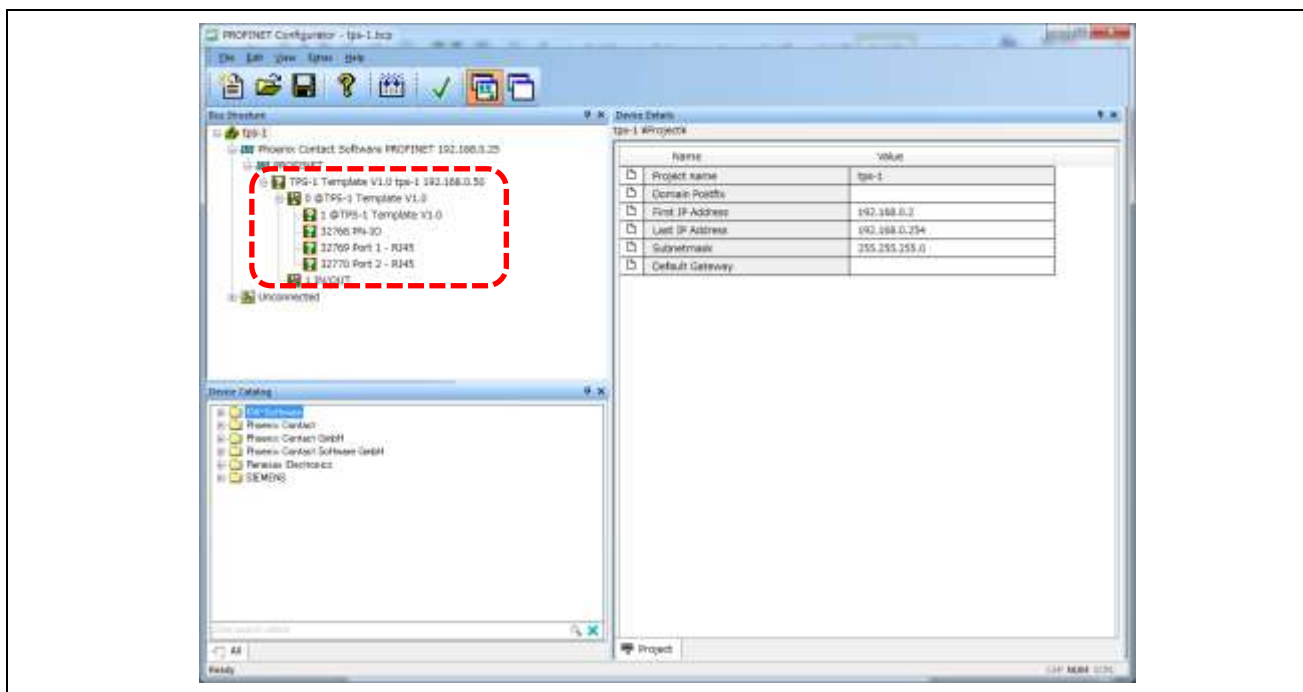 PROFINET Configurator - tps-1.bcp
File Edit View Extras Help
Bus Structure
tps-1
Phoenix Contact Software PROFINET 192.168.0.25
PROFINET
TPS-1 Template V1.0 tps-1 192.168.0.50
0 @TPS-1 Template V1.0
1 @TPS-1 Template V1.0
32768 PN-IO
32769 Port 1 - RJ45
32770 Port 2 - RJ45
1 IN/OUT
Unconnected
Device Details
tps-1 #Project#
Name Value
Project name tps-1
Domain Postfix
First IP Address 192.168.0.2
Last IP Address 192.168.0.254
Subnetmask 255.255.255.0
Default Gateway
Device Catalog
KW-Software
Phoenix Contact
Phoenix Contact GmbH
Phoenix Contact Software GmbH
Renesas Electronics
SIEMENS
All
Project
Ready
CAP NUM SCRL